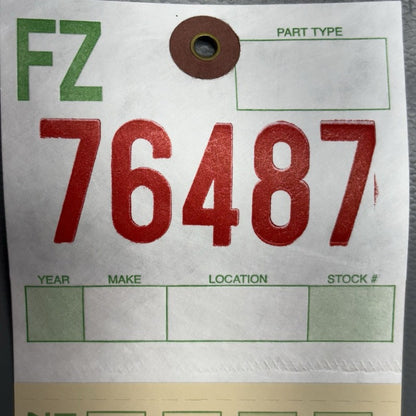 FZ
PART TYPE
76487
YEAR MAKE LOCATION STOCK #